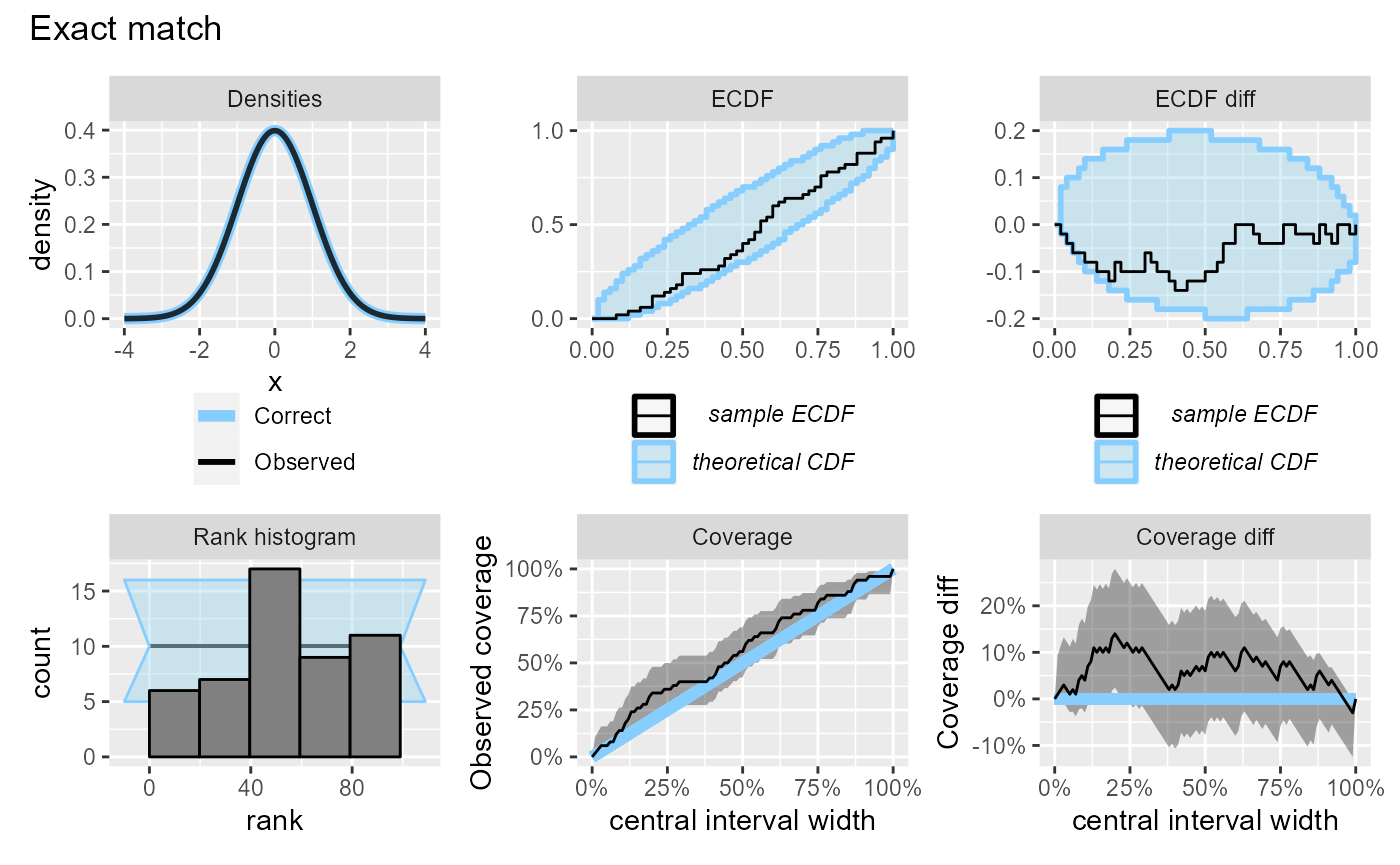 Exact match
Densities
ECDF
ECDF diff
density
0.4
0.3
0.2
0.1
0.0
-4 -2 0 2 4
x
1.0
0.5
0.0
0.00 0.25 0.50 0.75 1.00
0.2
0.1
0.0
-0.1
-0.2
0.00 0.25 0.50 0.75 1.00
Correct
Observed
sample ECDF
theoretical CDF
sample ECDF
theoretical CDF
Rank histogram
Coverage
Coverage diff
count
15
10
5
0
0 40 80
rank
Observed coverage
100%
75%
50%
25%
0%
0% 25% 50% 75% 100%
central interval width
Coverage diff
20%
10%
0%
-10%
0% 25% 50% 75% 100%
central interval width